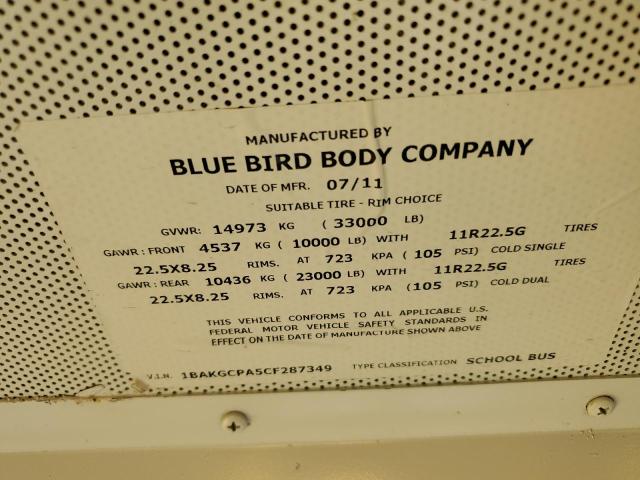 MANUFACTURED BY
BLUE BIRD BODY COMPANY
DATE OF MFR. 07/11
SUITABLE TIRE - RIM CHOICE
GVWR: 14973 KG ( 33000 LB)
GAWR : FRONT 4537 KG ( 10000 LB) WITH 11R22.5G TIRES
22.5X8.25 RIMS. AT 723 KPA (105 PSI) COLD SINGLE
GAWR : REAR 10436 KG ( 23000 LB) WITH 11R22.5G TIRES
22.5X8.25 RIMS. AT 723 KPA (105 PSI) COLD DUAL
THIS VEHICLE CONFORMS TO ALL APPLICABLE U.S.
FEDERAL MOTOR VEHICLE SAFETY STANDARDS IN
EFFECT ON THE DATE OF MANUFACTURE SHOWN ABOVE
V.I.N. 1BAKGCPA5CF287349 TYPE CLASSIFICATION SCHOOL BUS